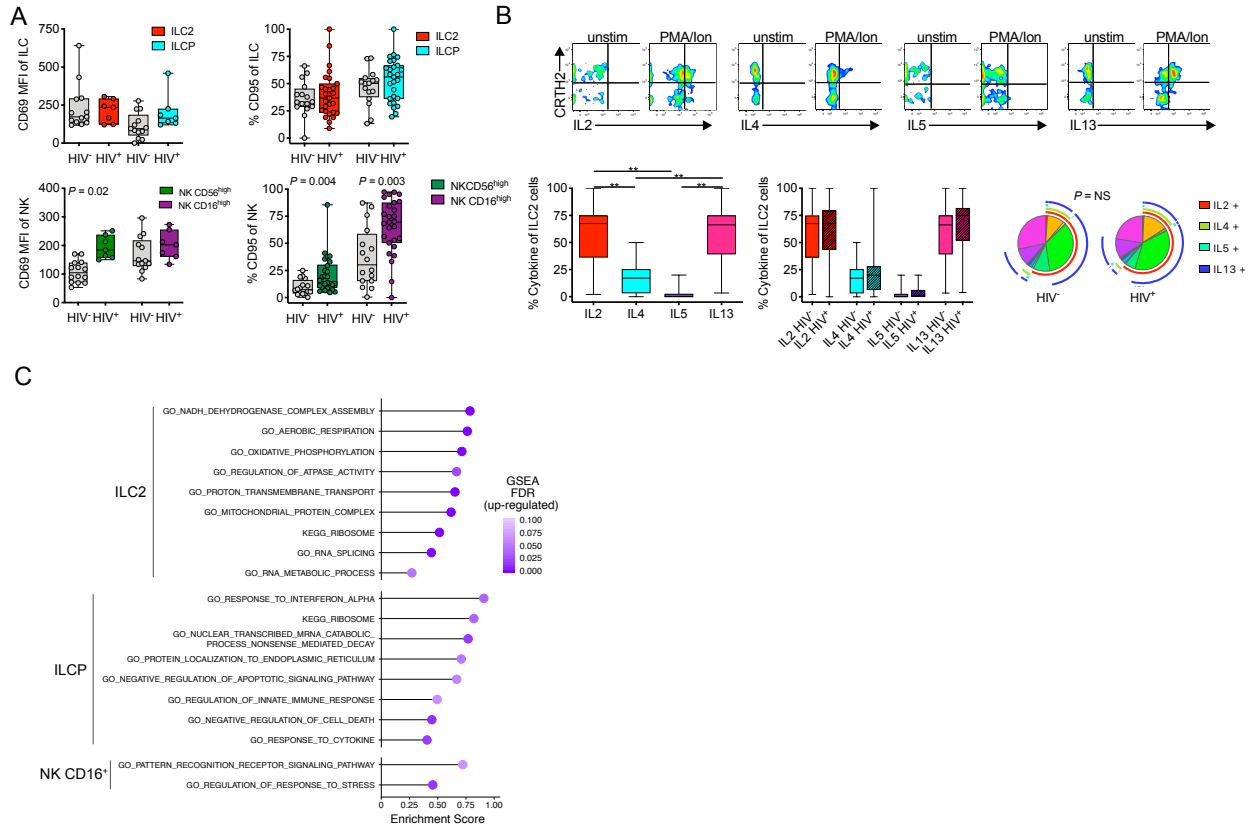 A
CD69 MFI of ILC
750
500
250
0
HIV- HIV+ HIV- HIV+
ILC2
ILCP
% CD95 of ILC
100
75
50
25
0
HIV- HIV+ HIV- HIV+
ILC2
ILCP
CD69 MFI of NK
400
300
200
100
0
P = 0.02
HIV- HIV+ HIV- HIV+
NK CD56high
NK CD16high
% CD95 of NK
100
75
50
25
0
P = 0.004 P = 0.003
HIV- HIV+ HIV- HIV+
NKCD56high
NK CD16high
B
unstim PMA/Ion unstim PMA/Ion unstim PMA/Ion unstim PMA/Ion
CRTH2
IL2 IL4 IL5 IL13
% Cytokine of ILC2 cells
100
75
50
25
0
**
**
** **
IL2 IL4 IL5 IL13
% Cytokine of ILC2 cells
100
75
50
25
0
IL2 HIV-
IL2 HIV+
IL4 HIV-
IL4 HIV+
IL5 HIV-
IL5 HIV+
IL13 HIV-
IL13 HIV+
P = NS
HIV- HIV+
IL2 +
IL4 +
IL5 +
IL13 +
C
ILC2
GO_NADH_DEHYDROGENASE_COMPLEX_ASSEMBLY
GO_AEROBIC_RESPIRATION
GO_OXIDATIVE_PHOSPHORYLATION
GO_REGULATION_OF_ATPASE_ACTIVITY
GO_PROTON_TRANSMEMBRANE_TRANSPORT
GO_MITOCHONDRIAL_PROTEIN_COMPLEX
KEGG_RIBOSOME
GO_RNA_SPLICING
GO_RNA_METABOLIC_PROCESS
ILCP
GO_RESPONSE_TO_INTERFERON_ALPHA
KEGG_RIBOSOME
GO_NUCLEAR_TRANSCRIBED_MRNA_CATABOLIC_
PROCESS_NONSENSE_MEDIATED_DECAY
GO_PROTEIN_LOCALIZATION_TO_ENDOPLASMIC_RETICULUM
GO_NEGATIVE_REGULATION_OF_APOPTOTIC_SIGNALING_PATHWAY
GO_REGULATION_OF_INNATE_IMMUNE_RESPONSE
GO_NEGATIVE_REGULATION_OF_CELL_DEATH
GO_RESPONSE_TO_CYTOKINE
NK CD16+
GO_PATTERN_RECOGNITION_RECEPTOR_SIGNALING_PATHWAY
GO_REGULATION_OF_RESPONSE_TO_STRESS
0 0.25 0.50 0.75 1.00
Enrichment Score
GSEA
FDR
(up-regulated)
0.100
0.075
0.050
0.025
0.000